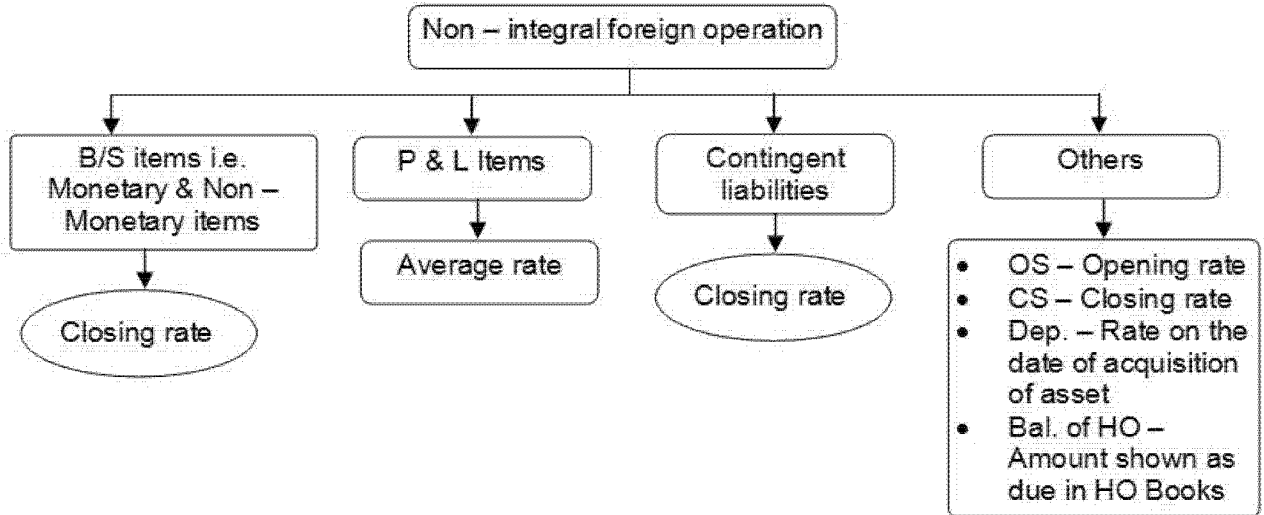 Non – integral foreign operation
B/S items i.e.
Monetary & Non –
Monetary items
Closing rate
P & L Items
Average rate
Contingent
liabilities
Closing rate
Others
• OS – Opening rate
• CS – Closing rate
• Dep. – Rate on the
date of acquisition
of asset
• Bal. of HO –
Amount shown as
due in HO Books